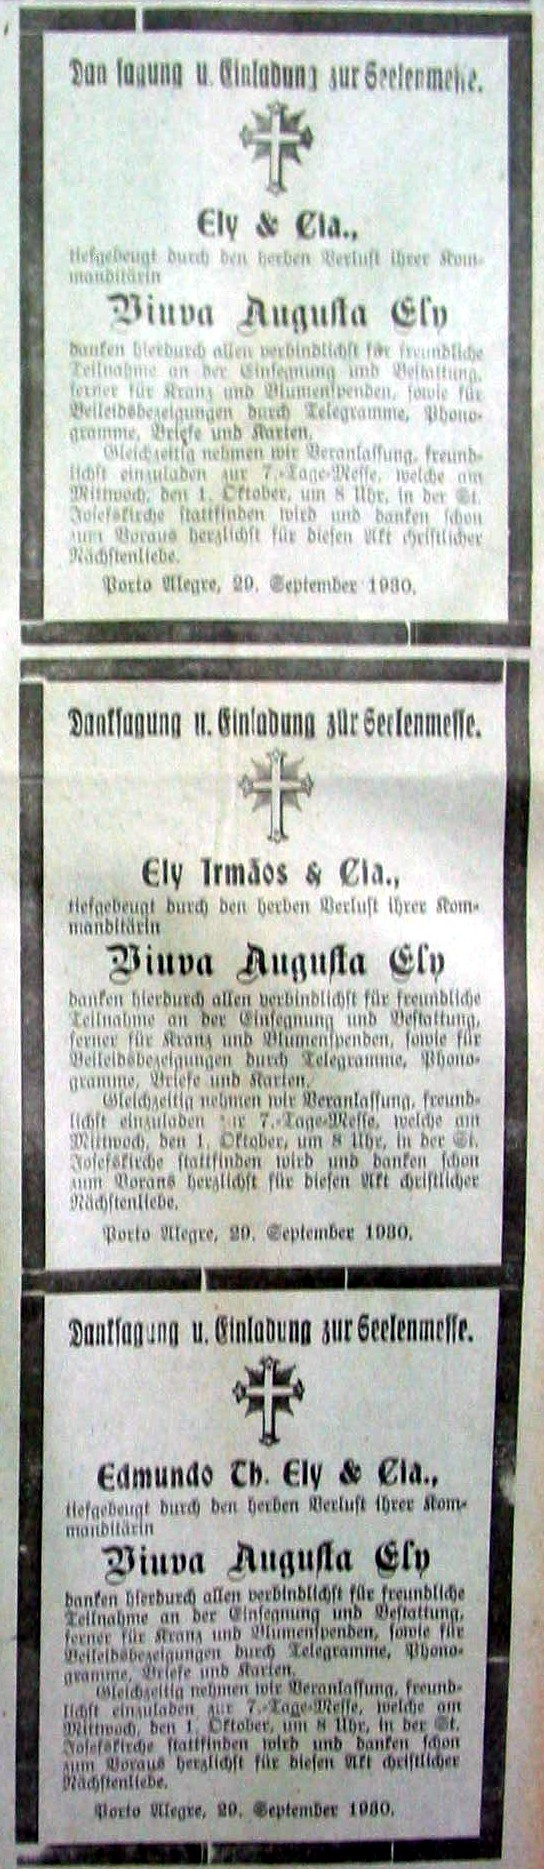 Danksagung u. Einladung zur Seelenmesse.
Ely & Cia.,
tiefgebeugt durch den herben Verlust ihrer Kom-
manditärin
Viuva Augusta Ely
danken hierdurch allen verbindlichst für freundliche
Teilnahme an der Einsegnung und Bestattung,
ferner für Kranz und Blumenspenden, sowie für
Beileidsbezeigungen durch Telegramme, Phono-
gramme, Briefe und Karten.
Gleichzeitig nehmen wir Veranlassung, freund-
lichst einzuladen zur 7.-Tage-Messe, welche am
Mittwoch, den 1. Oktober, um 8 Uhr, in der St.
Josefskirche stattfinden wird und danken schon
zum Voraus herzlichst für diesen Akt christlicher
Nächstenliebe.
Porto Alegre, 29. September 1930.
Danksagung u. Einladung zur Seelenmesse.
Ely Irmãos & Cia.,
tiefgebeugt durch den herben Verlust ihrer Kom-
manditärin
Viuva Augusta Ely
danken hierdurch allen verbindlichst für freundliche
Teilnahme an der Einsegnung und Bestattung,
ferner für Kranz und Blumenspenden, sowie für
Beileidsbezeigungen durch Telegramme, Phono-
gramme, Briefe und Karten.
Gleichzeitig nehmen wir Veranlassung, freund-
lichst einzuladen zur 7.-Tage-Messe, welche am
Mittwoch, den 1. Oktober, um 8 Uhr, in der St.
Josefskirche stattfinden wird und danken schon
zum Voraus herzlichst für diesen Akt christlicher
Nächstenliebe.
Porto Alegre, 29. September 1930.
Danksagung u. Einladung zur Seelenmesse.
Edmundo Th. Ely & Cia.,
tiefgebeugt durch den herben Verlust ihrer Kom-
manditärin
Viuva Augusta Ely
danken hierdurch allen verbindlichst für freundliche
Teilnahme an der Einsegnung und Bestattung,
ferner für Kranz und Blumenspenden, sowie für
Beileidsbezeigungen durch Telegramme, Phono-
gramme, Briefe und Karten.
Gleichzeitig nehmen wir Veranlassung, freund-
lichst einzuladen zur 7.-Tage-Messe, welche am
Mittwoch, den 1. Oktober, um 8 Uhr, in der St.
Josefskirche stattfinden wird und danken schon
zum Voraus herzlichst für diesen Akt christlicher
Nächstenliebe.
Porto Alegre, 29. September 1930.